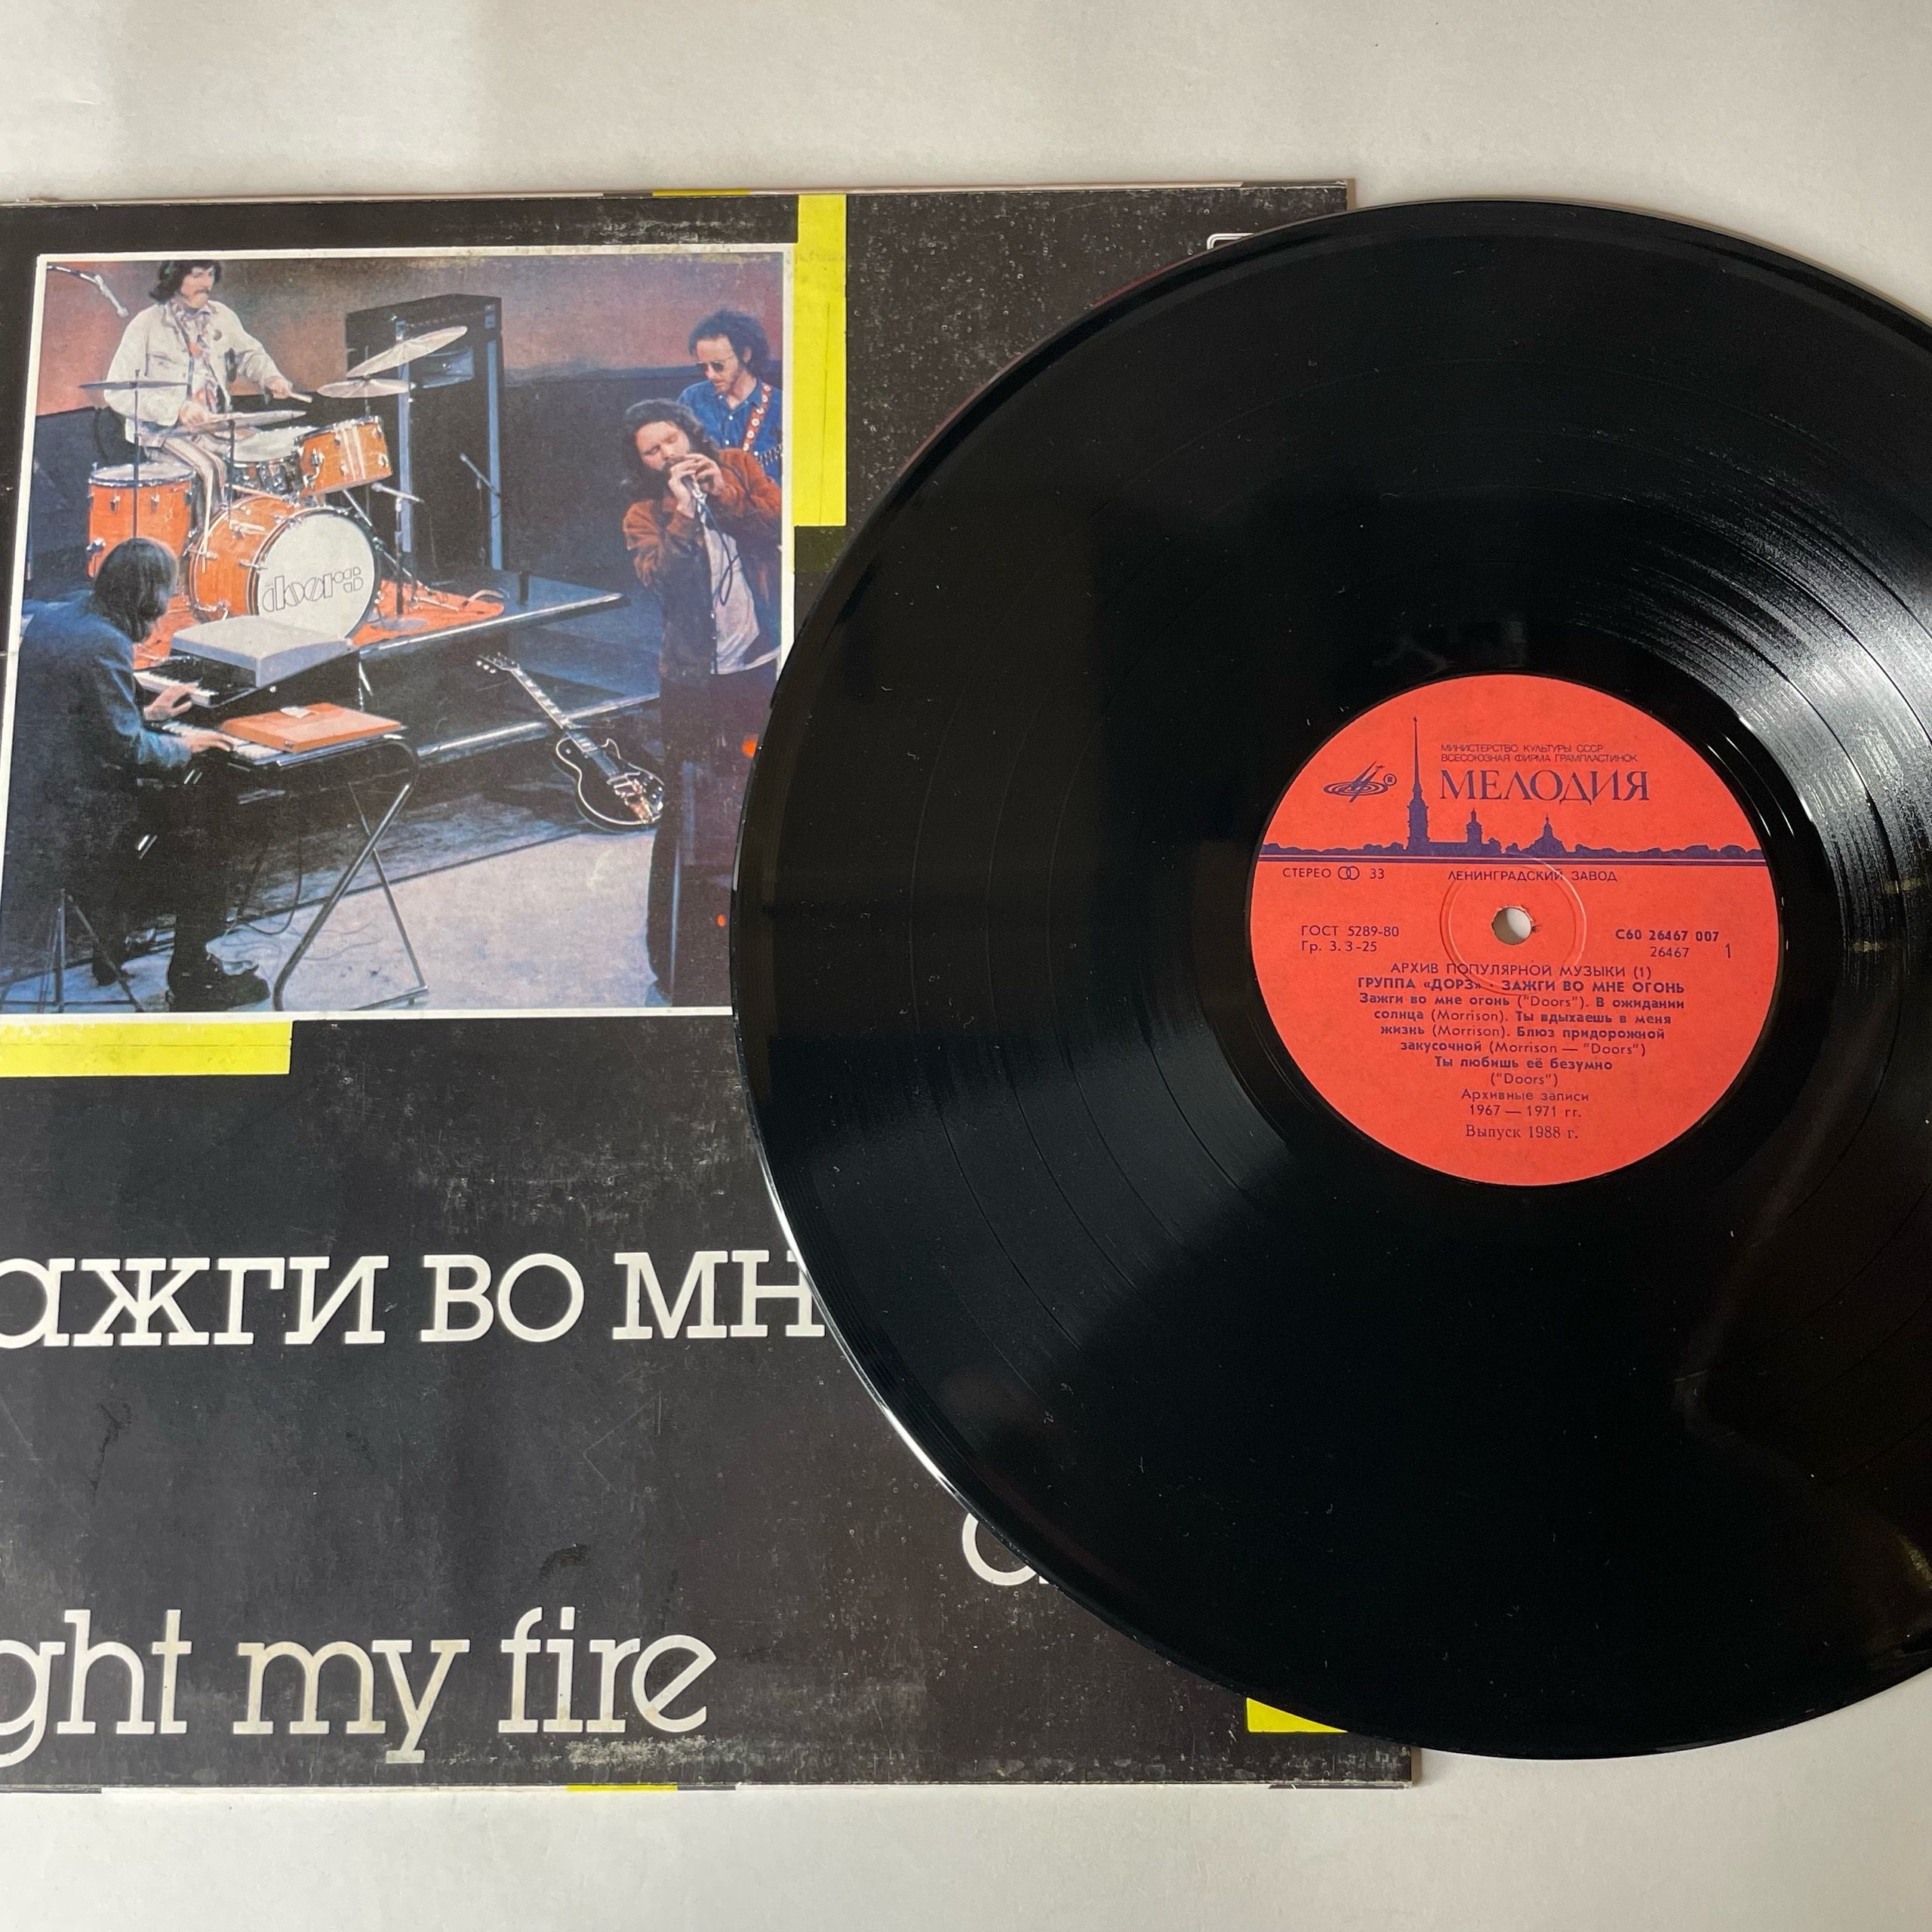 doors
ажги во мн
ght my fire
МИНИСТЕРСТВО КУЛЬТУРЫ СССР
ВСЕСОЮЗНАЯ ФИРМА ГРАМПЛАСТИНОК
МЕЛОДИЯ
СТЕРЕО 33
ЛЕНИНГРАДСКИЙ ЗАВОД
ГОСТ 5289-80
Гр. 3. 3-25
С60 26467 007
26467 1
АРХИВ ПОПУЛЯРНОЙ МУЗЫКИ (1)
ГРУППА «ДОРЗ» · ЗАЖГИ ВО МНЕ ОГОНЬ
Зажги во мне огонь ("Doors"). В ожидании
солнца (Morrison). Ты вдыхаешь в меня
жизнь (Morrison). Блюз придорожной
закусочной (Morrison — "Doors")
Ты любишь её безумно
("Doors")
Архивные записи
1967 — 1971 гг.
Выпуск 1988 г.